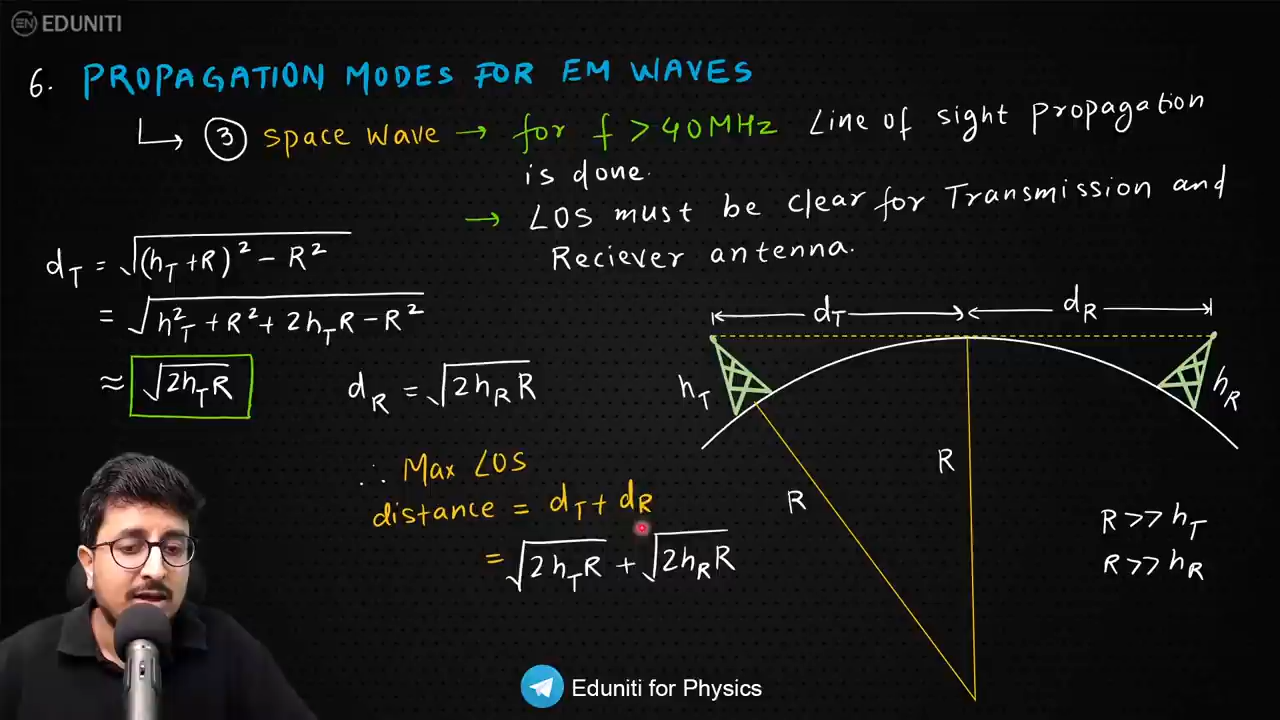 EN EDUNITI
6. PROPAGATION MODES FOR EM WAVES
③ space wave → for f > 40MHz Line of sight propagation
is done.
→ LOS must be clear for Transmission and
Reciever antenna.
d_T = √((h_T+R)² − R²)
= √(h_T² + R² + 2h_TR − R²)
≈ √(2h_TR)
d_R = √(2h_RR)
∴ Max LOS
distance = d_T + d_R
= √(2h_TR) + √(2h_RR)
d_T
d_R
h_T
h_R
R
R
R >> h_T
R >> h_R
Eduniti for Physics